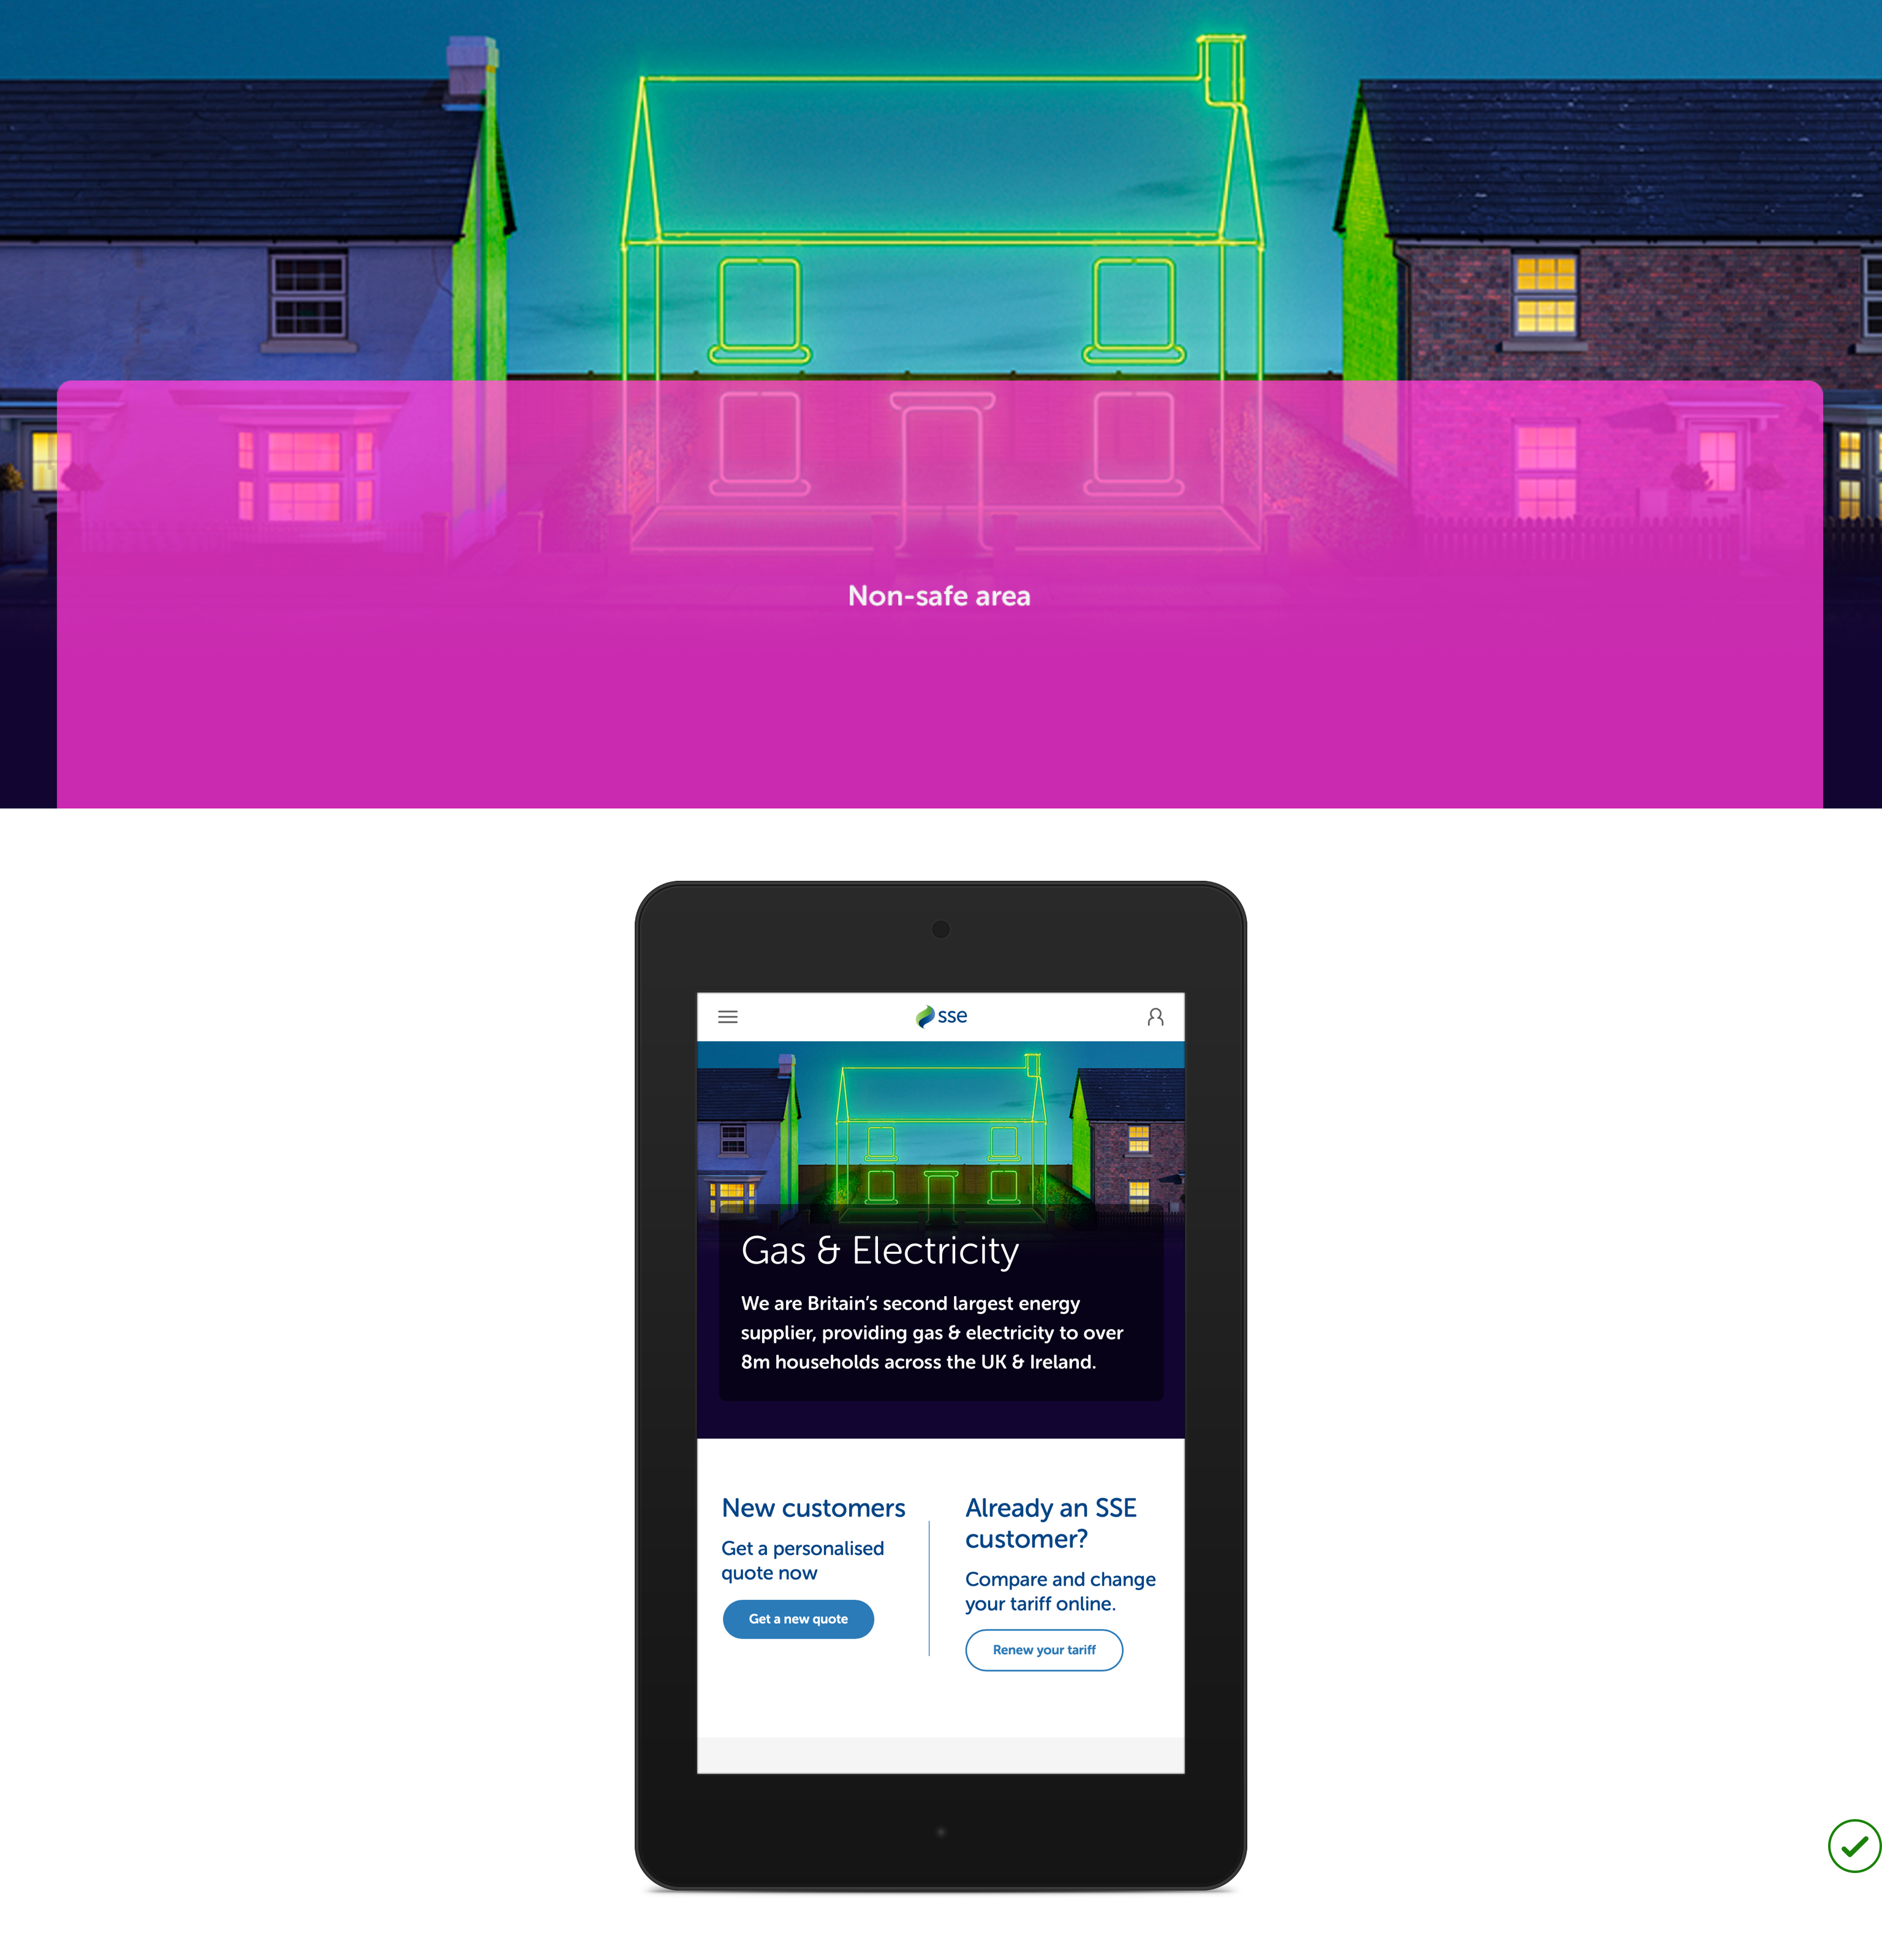 Non-safe area
sse
Gas & Electricity
We are Britain’s second largest energy
supplier, providing gas & electricity to over
8m households across the UK & Ireland.
New customers
Get a personalised
quote now
Get a new quote
Already an SSE
customer?
Compare and change
your tariff online.
Renew your tariff